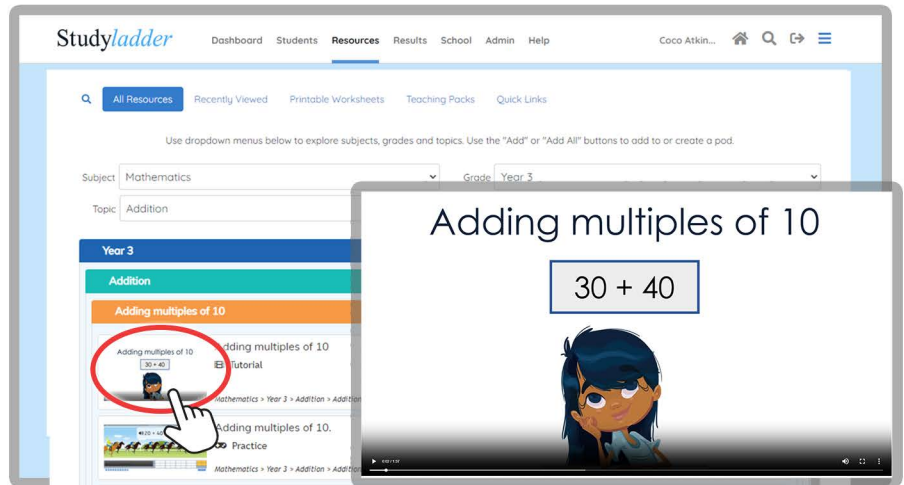 Studyladder
Dashboard Students Resources Results School Admin Help
Coco Atkin...
All Resources Recently Viewed Printable Worksheets Teaching Packs Quick Links
Use dropdown menus below to explore subjects, grades and topics. Use the "Add" or "Add All" buttons to add to or create a pod.
Subject Mathematics Grade Year 3
Topic Addition
Year 3
Addition
Adding multiples of 10
Adding multiples of 10
30 + 40
Adding multiples of 10
Tutorial
Mathematics > Year 3 > Addition > Addition
Adding multiples of 10.
Practice
Mathematics > Year 3 > Addition > Addition
Adding multiples of 10
30 + 40